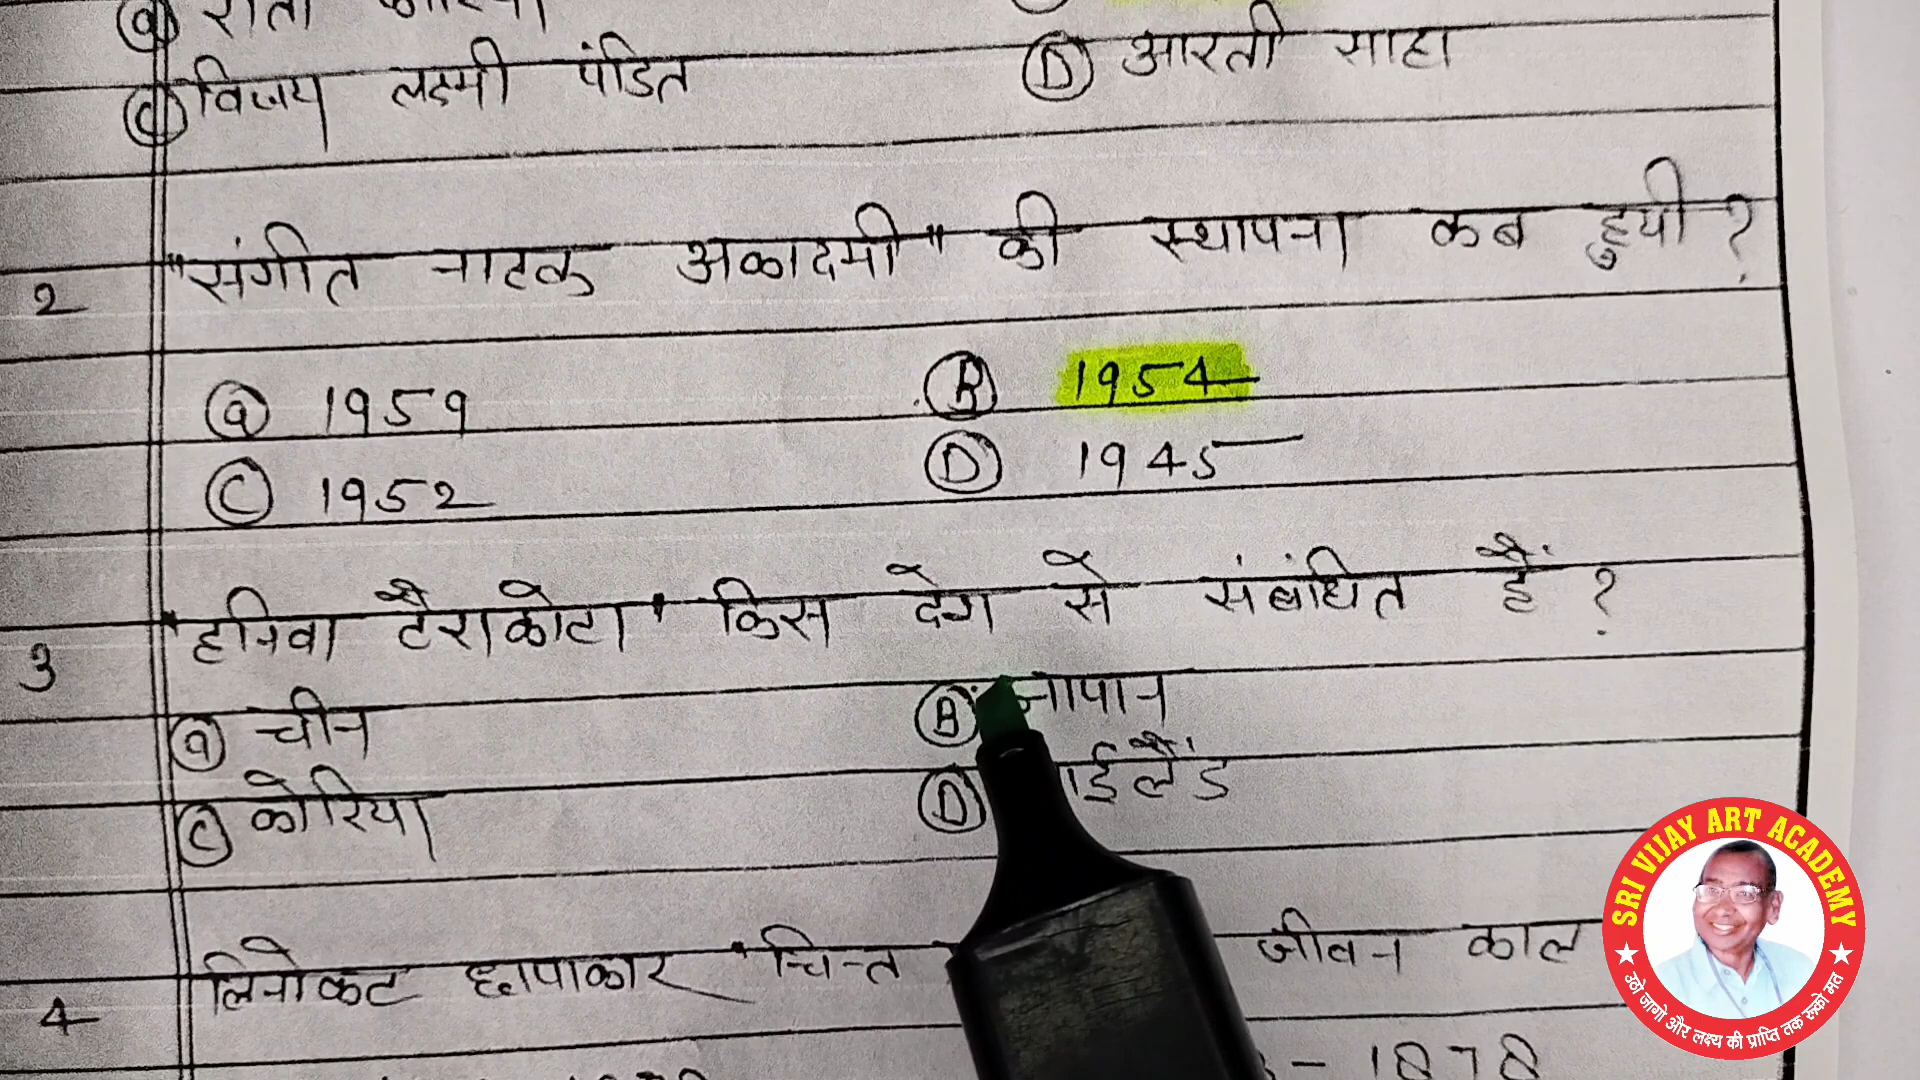 विजय लक्ष्मी पंडित
D आरती साहा
2 "संगीत नाटक अकादमी" की स्थापना कब हुयी ?
a 1959 B 1954
C 1952 D 1945
3 "हनिवा टैराकोटा" किस देश से संबंधित हैं ?
a चीन B जापान
C कोरिया D
4 लिनोकट छापाकार "चिन्त जीवन काल
- 1878
SRI VIJAY ART ACADEMY
उठो जागो और लक्ष्य की प्राप्ति तक रूको मत